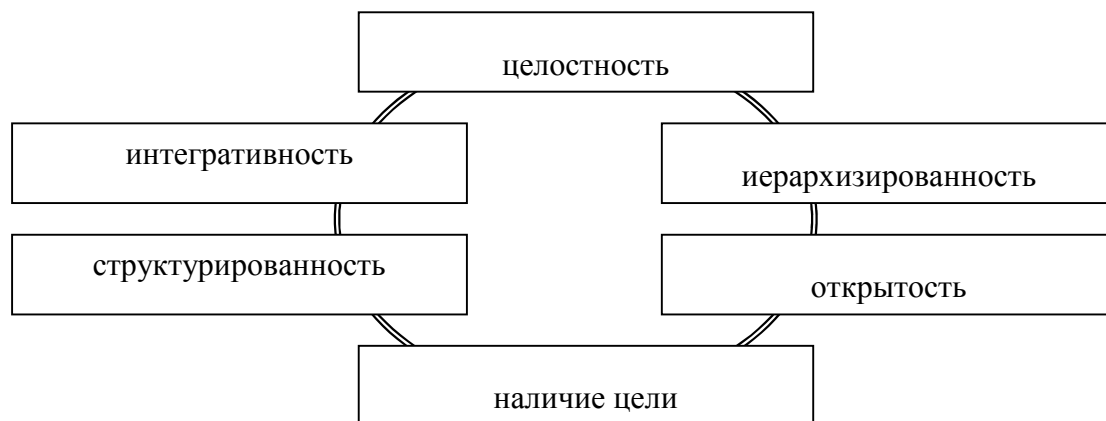 целостность
интегративность
иерархизированность
структурированность
открытость
наличие цели